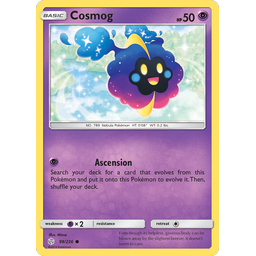 BASIC Cosmog HP 50
NO. 789 Nebula Pokémon HT: 0'08" WT: 0.2 lbs.
Ascension
Search your deck for a card that evolves from this
Pokémon and put it onto this Pokémon to evolve it. Then,
shuffle your deck.
weakness ×2 resistance retreat